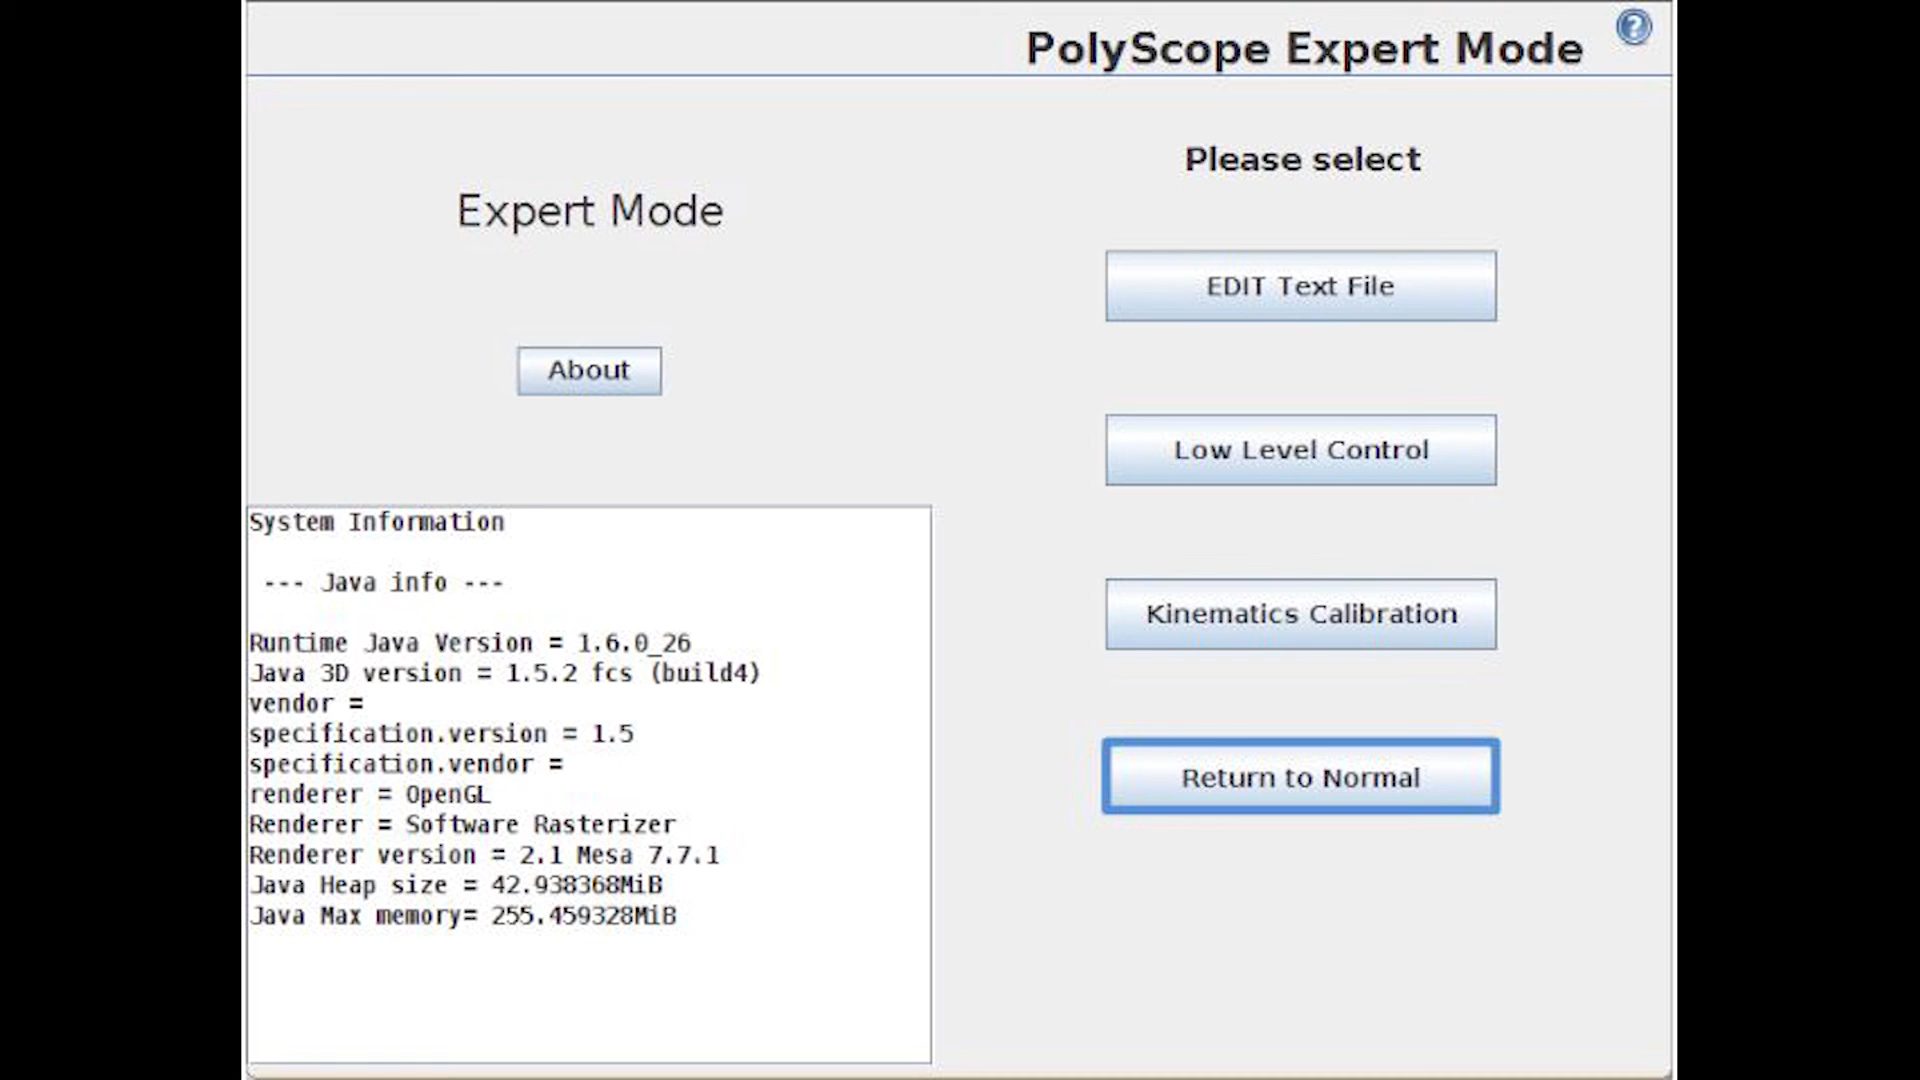 PolyScope Expert Mode
?
Expert Mode
About
System Information
--- Java info ---
Runtime Java Version = 1.6.0_26
Java 3D version = 1.5.2 fcs (build4)
vendor =
specification.version = 1.5
specification.vendor =
renderer = OpenGL
Renderer = Software Rasterizer
Renderer version = 2.1 Mesa 7.7.1
Java Heap size = 42.938368MiB
Java Max memory= 255.459328MiB
Please select
EDIT Text File
Low Level Control
Kinematics Calibration
Return to Normal